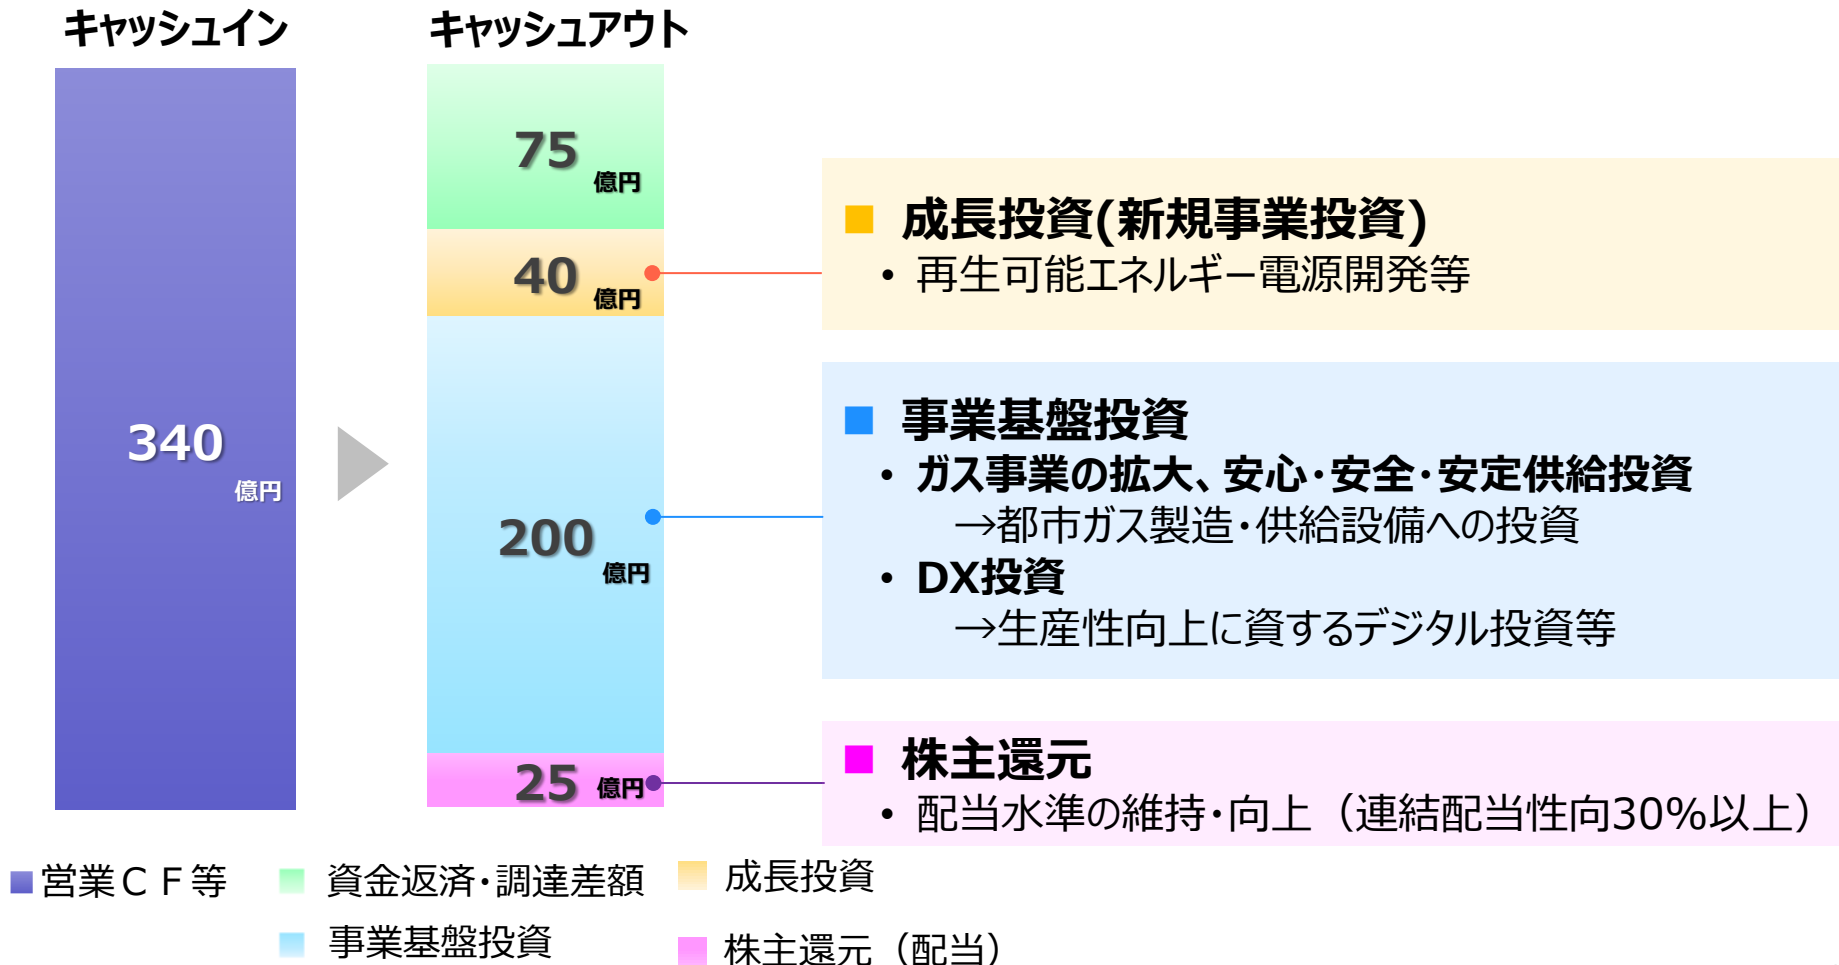 キャッシュイン
キャッシュアウト
340
億円
75
億円
40
億円
200
億円
25 億円
■ 成長投資(新規事業投資)
• 再生可能エネルギー電源開発等
■ 事業基盤投資
• ガス事業の拡大、安心・安全・安定供給投資
→都市ガス製造・供給設備への投資
• DX投資
→生産性向上に資するデジタル投資等
■ 株主還元
• 配当水準の維持・向上（連結配当性向30%以上）
営業ＣＦ等
資金返済・調達差額
成長投資
事業基盤投資
株主還元（配当）